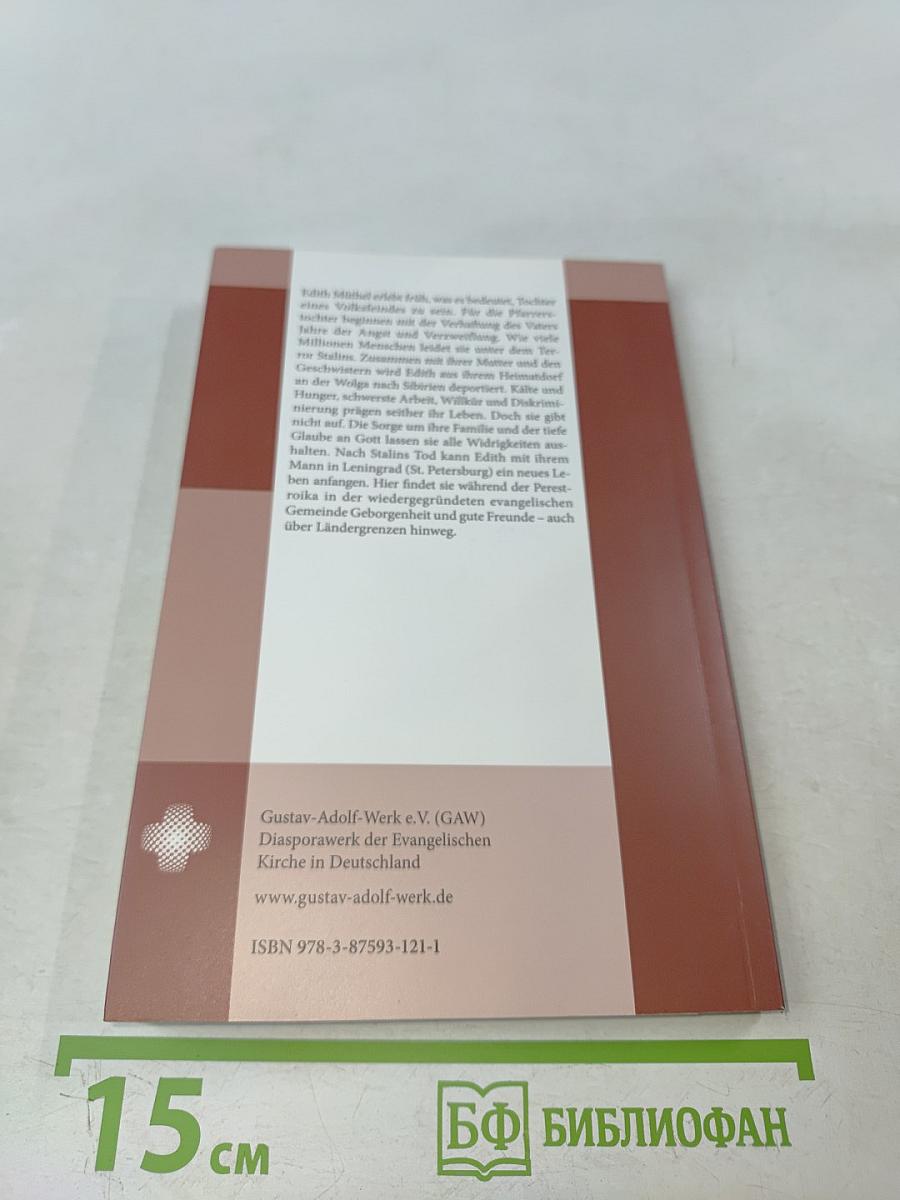 Edith Müthel erlebt früh, was es bedeutet, Tochter
eines Volksfeindes zu sein. Für die Pfarrers-
tochter beginnen mit der Verhaftung des Vaters
Jahre der Angst und Verzweiflung. Wie viele
Millionen Menschen leidet sie unter dem Ter-
ror Stalins. Zusammen mit ihrer Mutter und den
Geschwistern wird Edith aus ihrem Heimatdorf
an der Wolga nach Sibirien deportiert. Kälte und
Hunger, schwerste Arbeit, Willkür und Diskrimi-
nierung prägen seither ihr Leben. Doch sie gibt
nicht auf. Die Sorge um ihre Familie und der tiefe
Glaube an Gott lassen sie alle Widrigkeiten aus-
halten. Nach Stalins Tod kann Edith mit ihrem
Mann in Leningrad (St. Petersburg) ein neues Le-
ben anfangen. Hier findet sie während der Perest-
roika in der wiedergegründeten evangelischen
Gemeinde Geborgenheit und gute Freunde – auch
über Ländergrenzen hinweg.
Gustav-Adolf-Werk e.V. (GAW)
Diasporawerk der Evangelischen
Kirche in Deutschland
www.gustav-adolf-werk.de
ISBN 978-3-87593-121-1
15 см
БФ БИБЛИОФАН